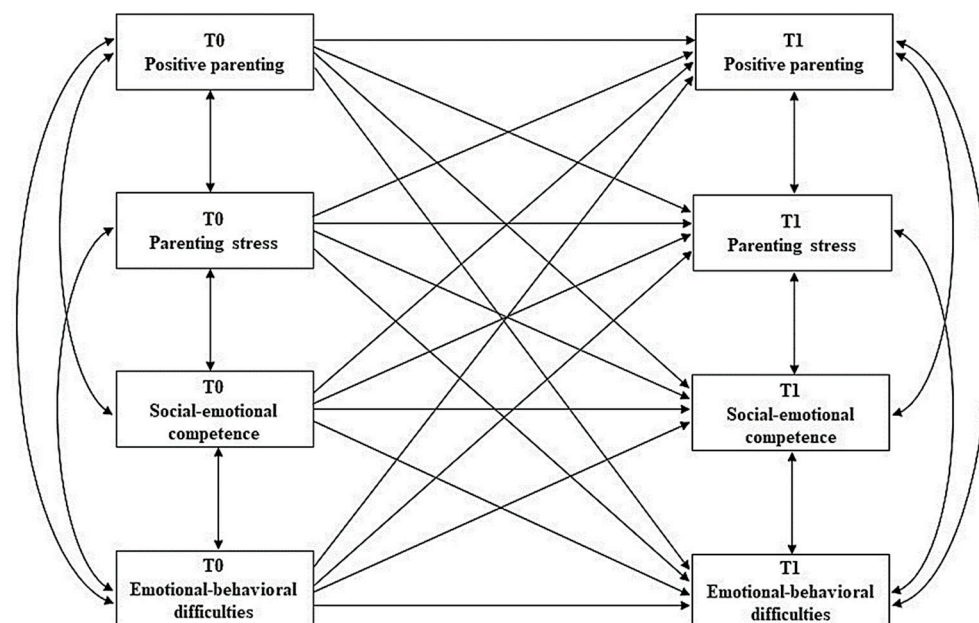 T0
Positive parenting
T1
Positive parenting
T0
Parenting stress
T1
Parenting stress
T0
Social-emotional
competence
T1
Social-emotional
competence
T0
Emotional-behavioral
difficulties
T1
Emotional-behavioral
difficulties